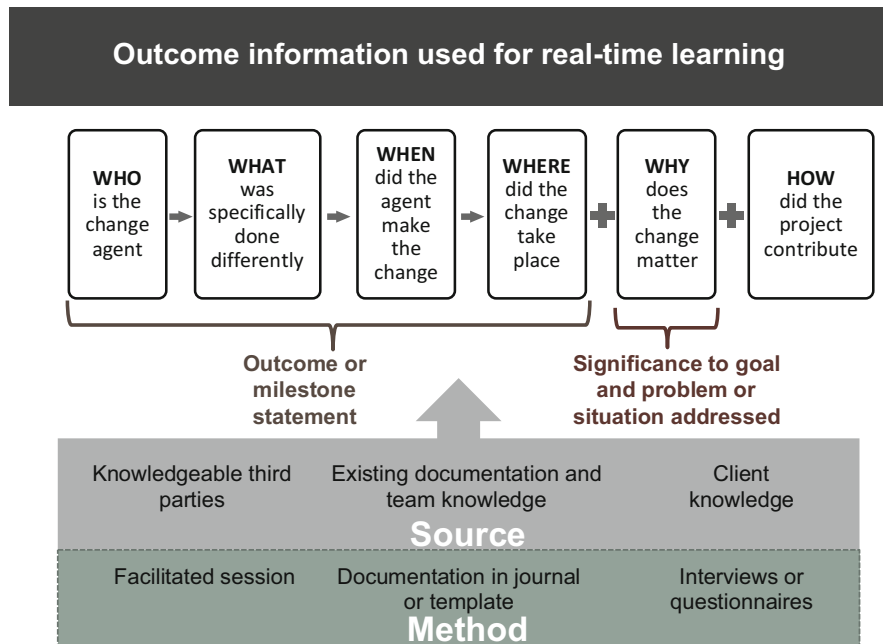 Outcome information used for real-time learning
WHO
is the
change
agent
WHAT
was
specifically
done
differently
WHEN
did the
agent
make
the
change
WHERE
did the
change
take
place
WHY
does
the
change
matter
HOW
did the
project
contribute
Outcome or
milestone
statement
Significance to goal
and problem or
situation addressed
Knowledgeable third
parties
Existing documentation and
team knowledge
Client
knowledge
Source
Facilitated session
Documentation in journal
or template
Interviews or
questionnaires
Method